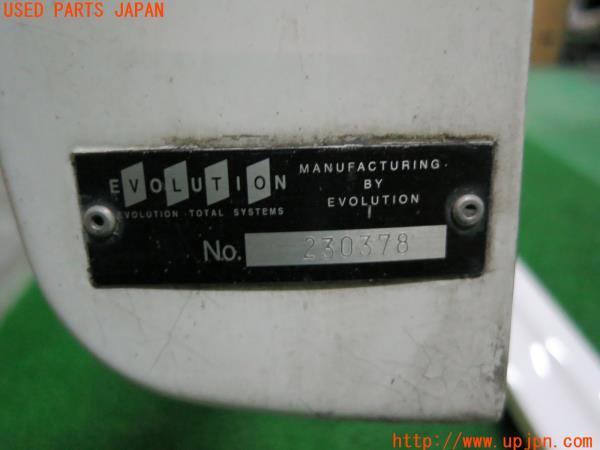 USED PARTS JAPAN
EVOLUTION
EVOLUTION TOTAL SYSTEMS
MANUFACTURING
BY
EVOLUTION
No. 230378
http://www.upjpn.com/